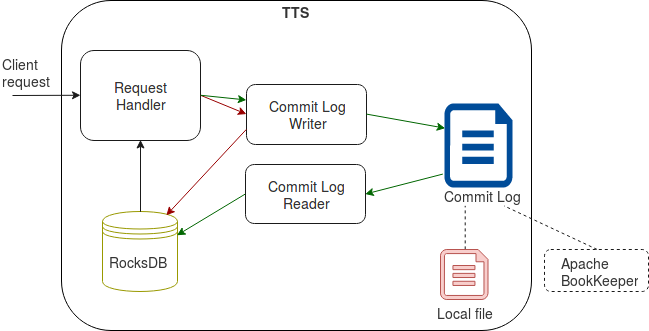 TTS
Client
request
Request
Handler
Commit Log
Writer
Commit Log
Reader
Commit Log
RocksDB
Local file
Apache
BookKeeper